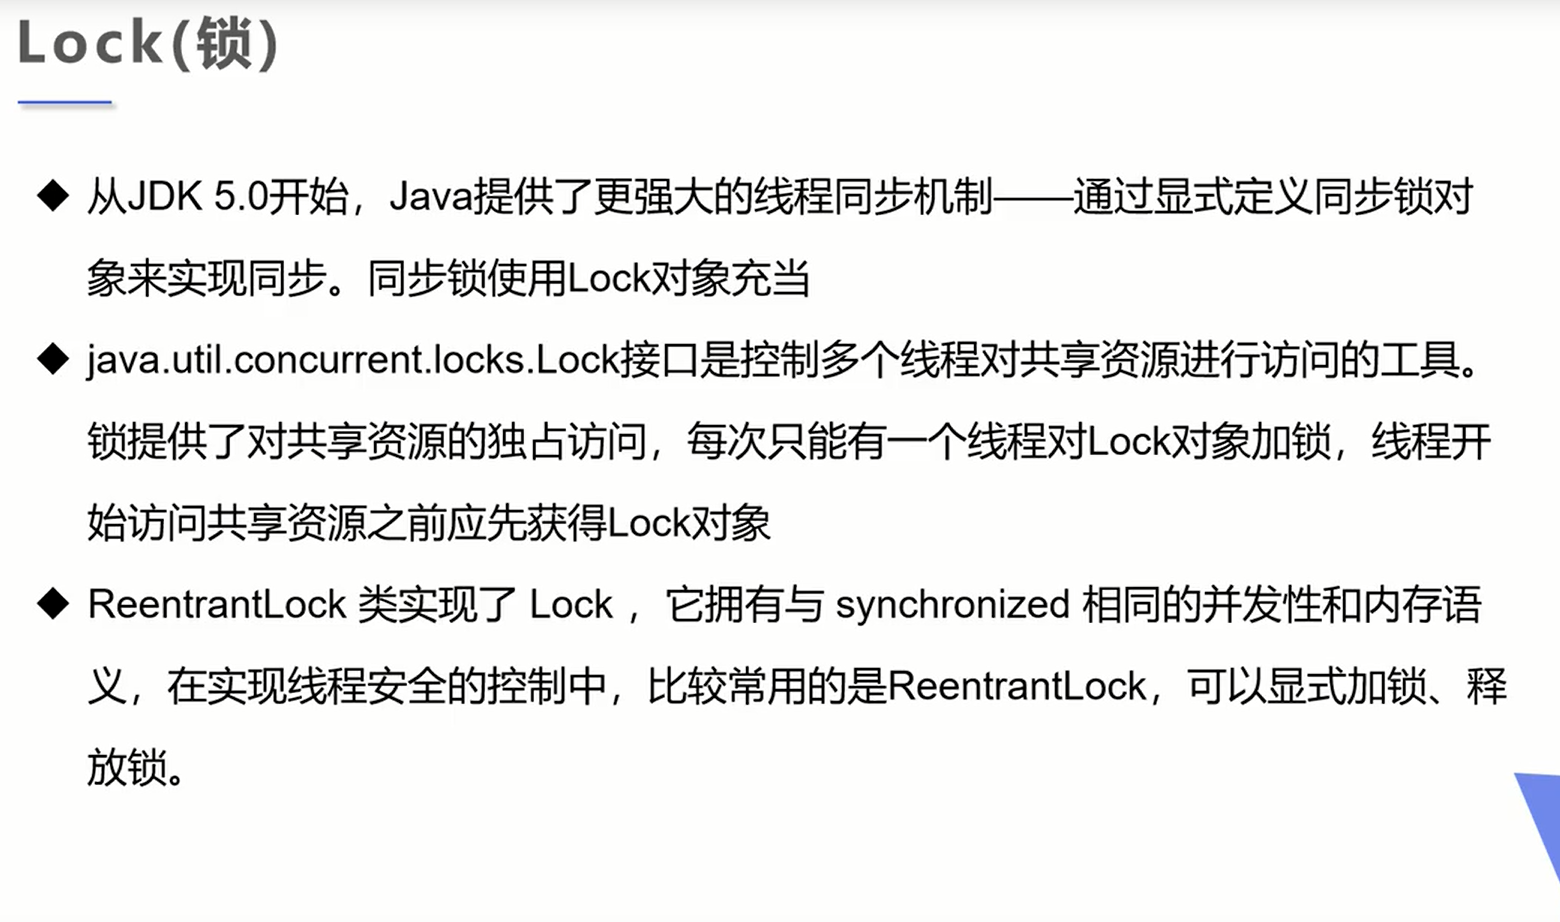 Lock(锁)
◆ 从JDK 5.0开始，Java提供了更强大的线程同步机制——通过显式定义同步锁对
象来实现同步。同步锁使用Lock对象充当
◆ java.util.concurrent.locks.Lock接口是控制多个线程对共享资源进行访问的工具。
锁提供了对共享资源的独占访问，每次只能有一个线程对Lock对象加锁，线程开
始访问共享资源之前应先获得Lock对象
◆ ReentrantLock 类实现了 Lock ，它拥有与 synchronized 相同的并发性和内存语
义，在实现线程安全的控制中，比较常用的是ReentrantLock，可以显式加锁、释
放锁。